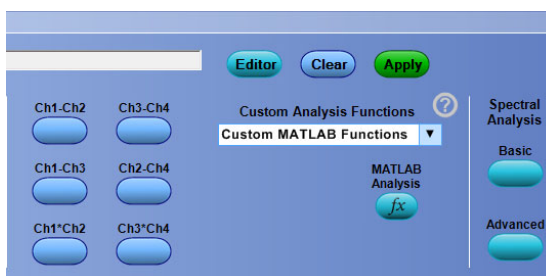 Editor Clear Apply
Ch1-Ch2 Ch3-Ch4 Custom Analysis Functions ? Spectral
Analysis
Custom MATLAB Functions
Basic
Ch1-Ch3 Ch2-Ch4 MATLAB
Analysis
fx
Ch1*Ch2 Ch3*Ch4 Advanced